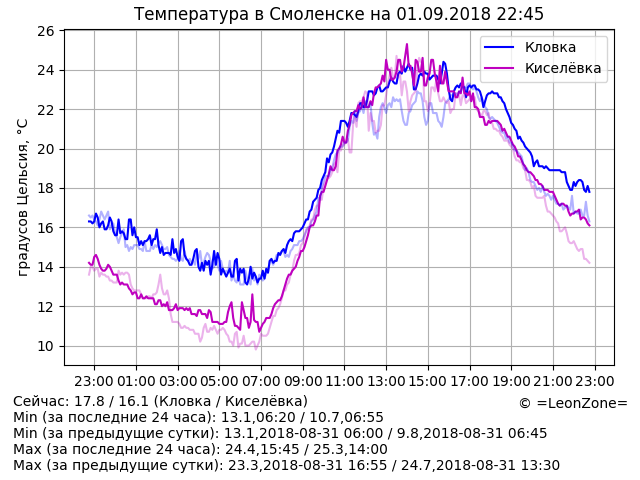 Температура в Смоленске на 01.09.2018 22:45
градусов Цельсия, °C
26
24
22
20
18
16
14
12
10
Кловка
Киселёвка
23:00 01:00 03:00 05:00 07:00 09:00 11:00 13:00 15:00 17:00 19:00 21:00 23:00
Сейчас: 17.8 / 16.1 (Кловка / Киселёвка)
© =LeonZone=
Min (за последние 24 часа): 13.1,06:20 / 10.7,06:55
Min (за предыдущие сутки): 13.1,2018-08-31 06:00 / 9.8,2018-08-31 06:45
Max (за последние 24 часа): 24.4,15:45 / 25.3,14:00
Max (за предыдущие сутки): 23.3,2018-08-31 16:55 / 24.7,2018-08-31 13:30